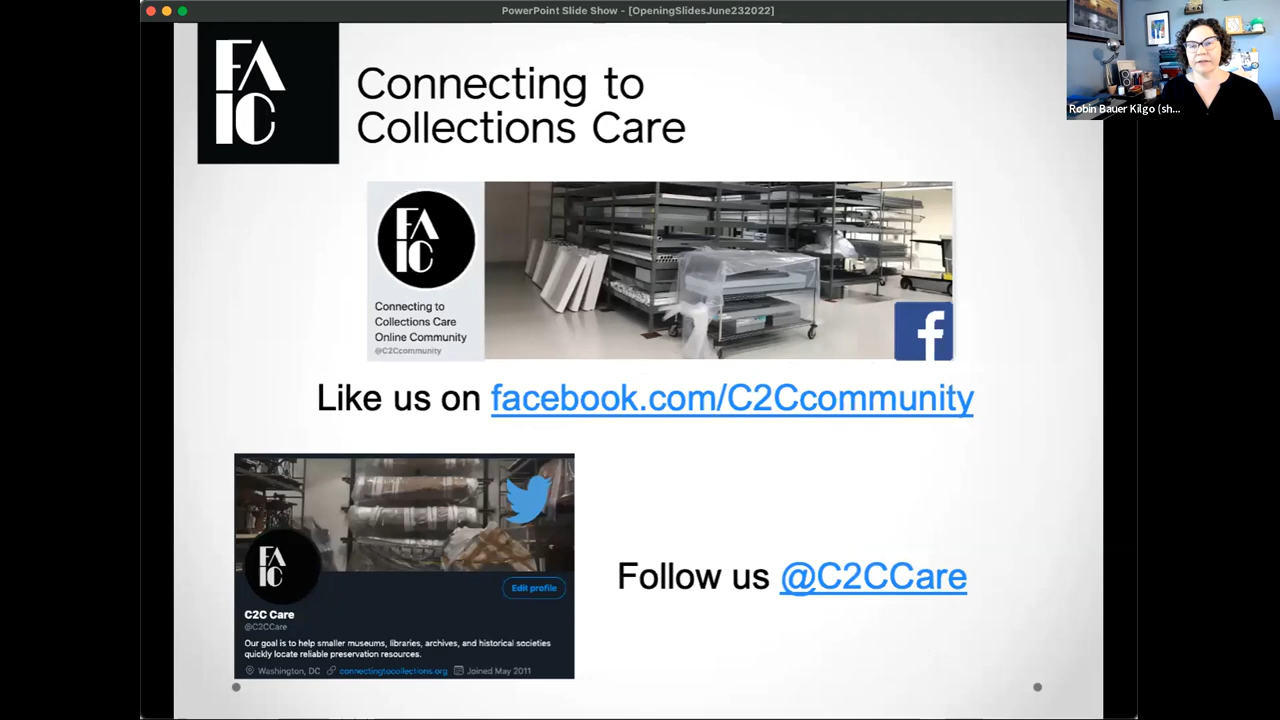 PowerPoint Slide Show - [OpeningSlidesJune232022]
Robin Bauer Kilgo (sh...
FA
IC
Connecting to
Collections Care
FA
IC
Connecting to
Collections Care
Online Community
@C2Ccommunity
f
Like us on facebook.com/C2Ccommunity
FA
IC
Edit profile
C2C Care
@C2CCare
Our goal is to help smaller museums, libraries, archives, and historical societies
quickly locate reliable preservation resources.
Washington, DC connectingtocollections.org Joined May 2011
Follow us @C2CCare